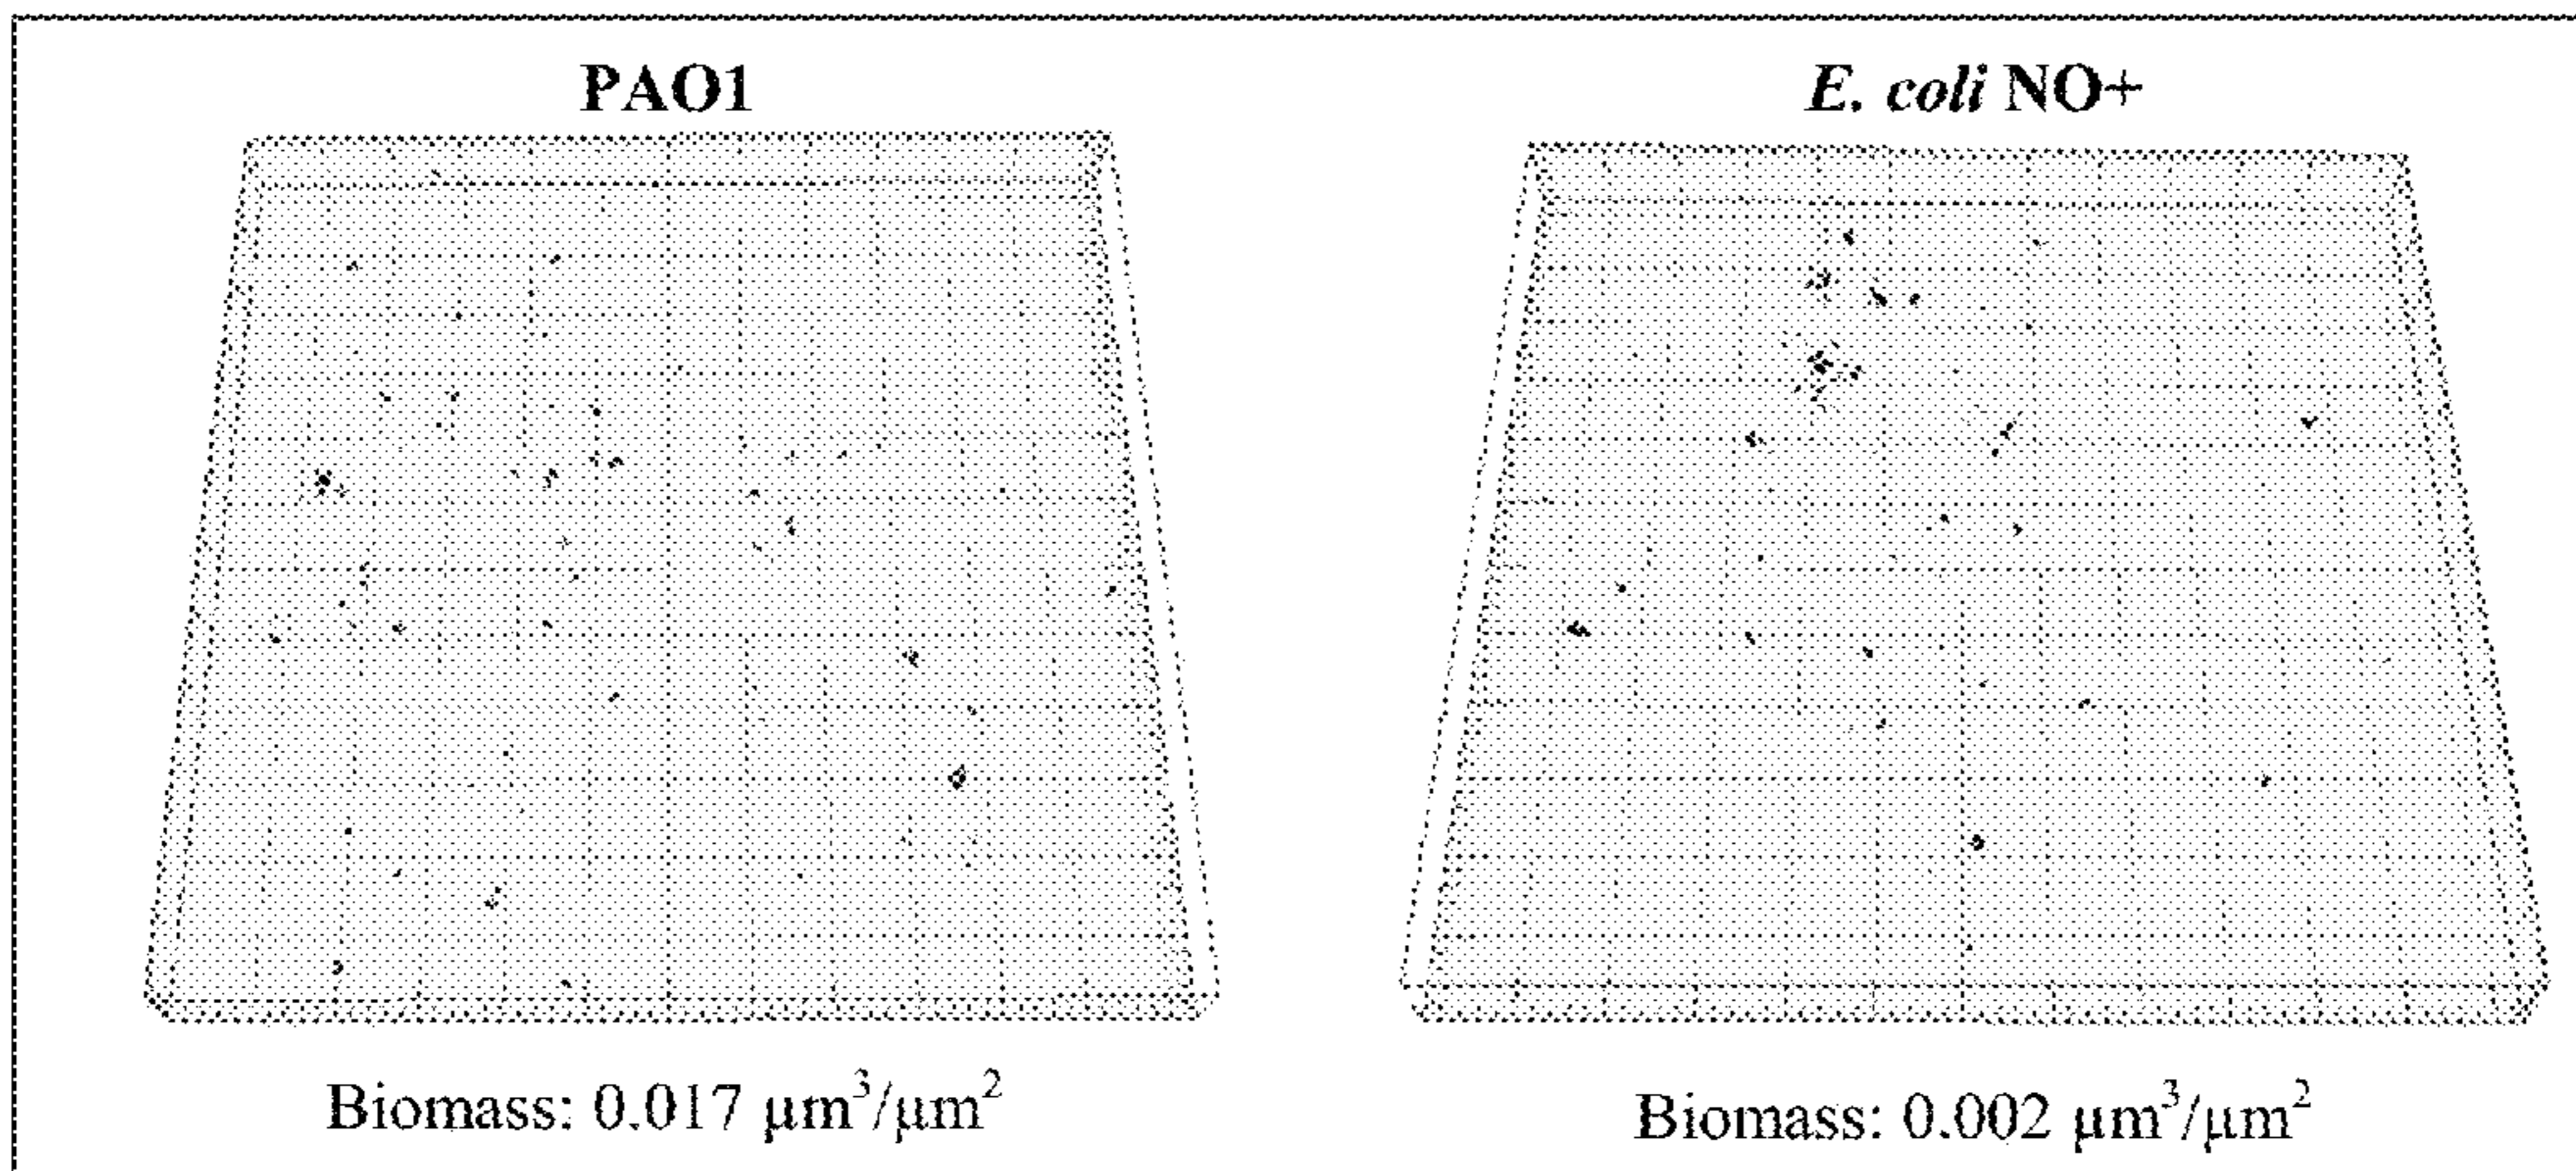 PAO1
E. coli NO+
Biomass: 0.017 μm³/μm²
Biomass: 0.002 μm³/μm²